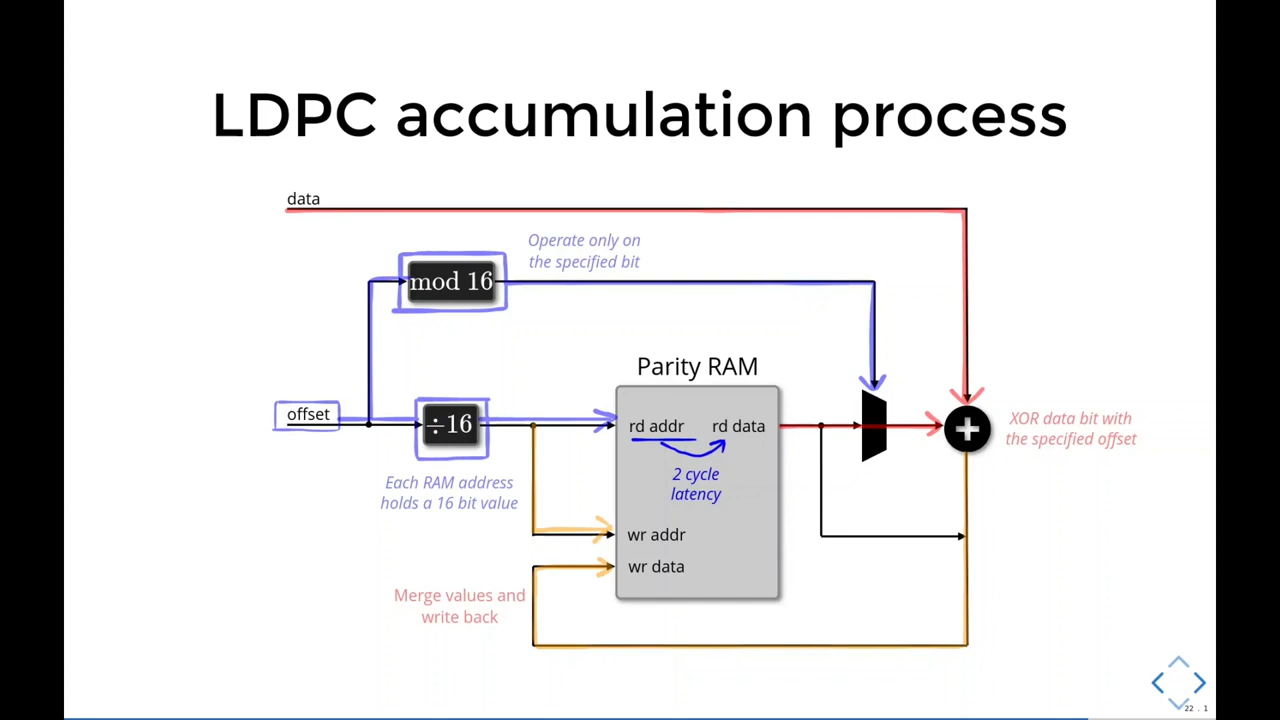 LDPC accumulation process
data
Operate only on
the specified bit
mod 16
Parity RAM
offset
÷16
rd addr
rd data
XOR data bit with
the specified offset
+
2 cycle
latency
Each RAM address
holds a 16 bit value
wr addr
wr data
Merge values and
write back
22 . 1